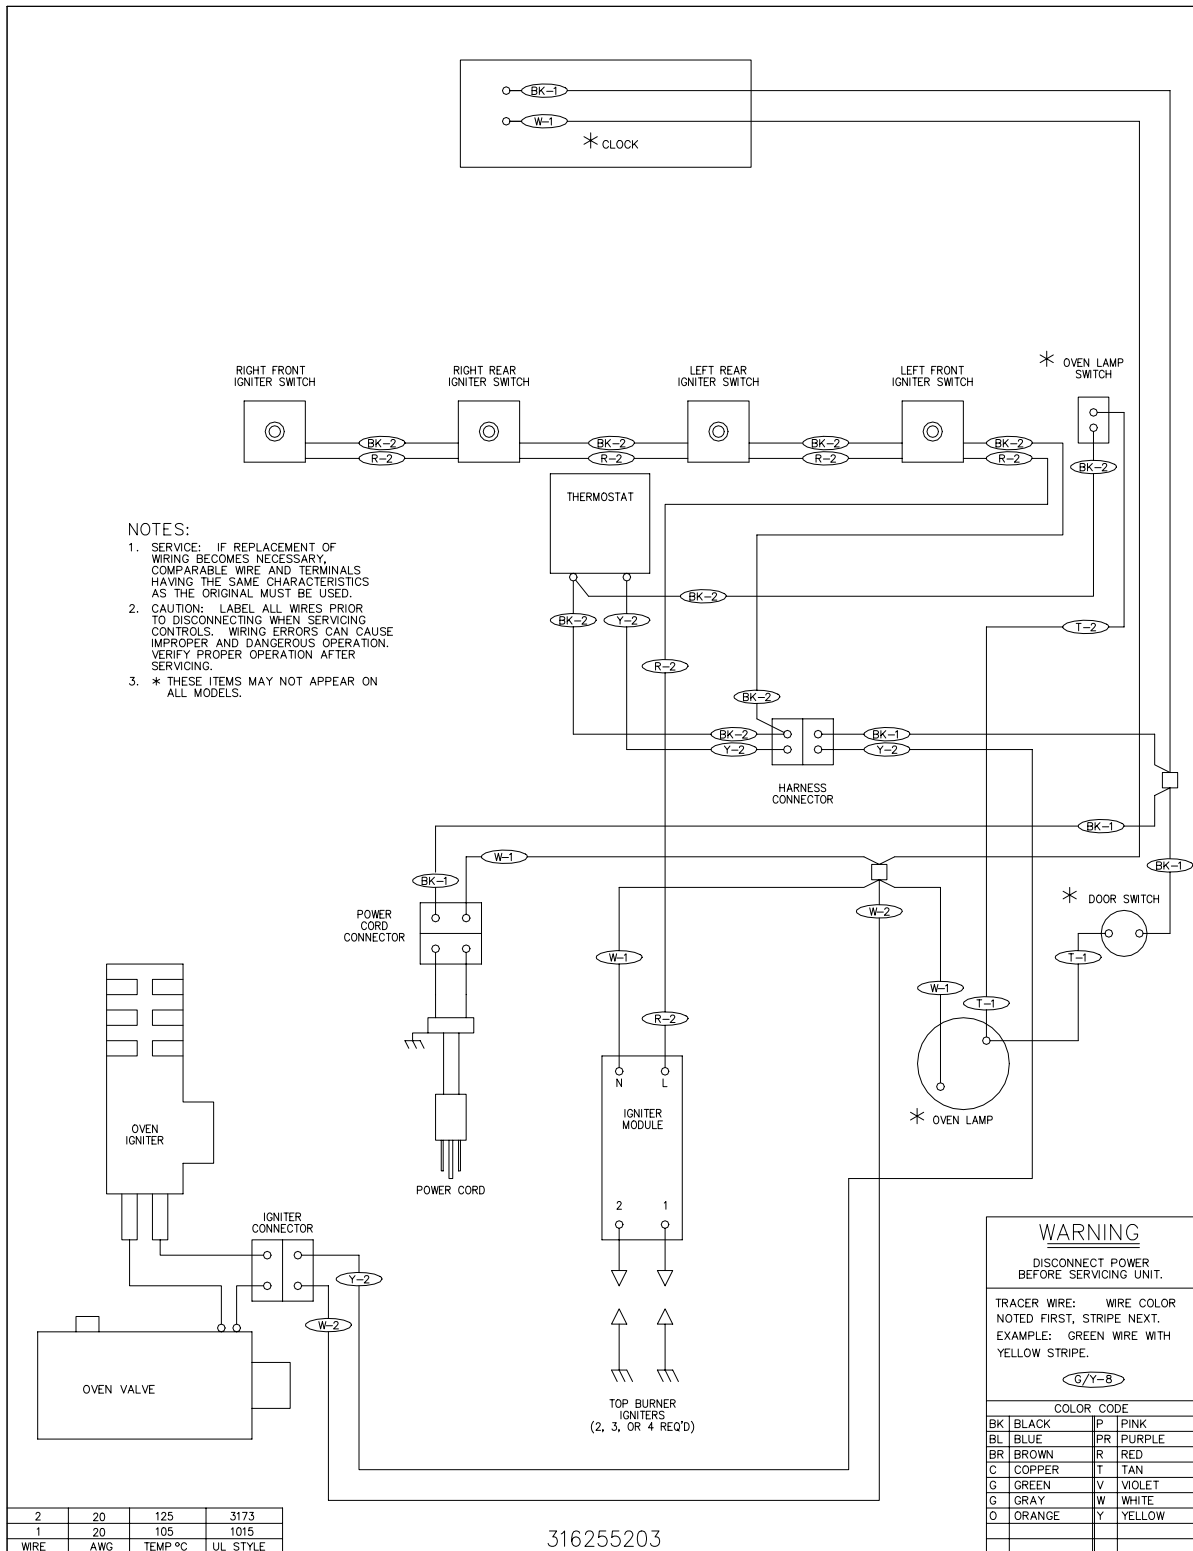 BK-1
W-1
* CLOCK
RIGHT FRONT
IGNITER SWITCH
RIGHT REAR
IGNITER SWITCH
LEFT REAR
IGNITER SWITCH
LEFT FRONT
IGNITER SWITCH
* OVEN LAMP
SWITCH
BK-2
R-2
BK-2
R-2
BK-2
R-2
BK-2
R-2
BK-2
THERMOSTAT
BK-2
BK-2
Y-2
T-2
R-2
NOTES:
1. SERVICE: IF REPLACEMENT OF
WIRING BECOMES NECESSARY,
COMPARABLE WIRE AND TERMINALS
HAVING THE SAME CHARACTERISTICS
AS THE ORIGINAL MUST BE USED.
2. CAUTION: LABEL ALL WIRES PRIOR
TO DISCONNECTING WHEN SERVICING
CONTROLS. WIRING ERRORS CAN CAUSE
IMPROPER AND DANGEROUS OPERATION.
VERIFY PROPER OPERATION AFTER
SERVICING.
3. * THESE ITEMS MAY NOT APPEAR ON
ALL MODELS.
BK-2
BK-2
Y-2
BK-1
Y-2
HARNESS
CONNECTOR
BK-1
W-1
BK-1
BK-1
POWER
CORD
CONNECTOR
W-2
* DOOR SWITCH
W-1
T-1
W-1
T-1
R-2
N L
IGNITER
MODULE
2 1
* OVEN LAMP
OVEN
IGNITER
POWER CORD
IGNITER
CONNECTOR
Y-2
W-2
OVEN VALVE
TOP BURNER
IGNITERS
(2, 3, OR 4 REQ'D)
WARNING
DISCONNECT POWER
BEFORE SERVICING UNIT.
TRACER WIRE: WIRE COLOR
NOTED FIRST, STRIPE NEXT.
EXAMPLE: GREEN WIRE WITH
YELLOW STRIPE.
G/Y-8
COLOR CODE
BK BLACK P PINK
BL BLUE PR PURPLE
BR BROWN R RED
C COPPER T TAN
G GREEN V VIOLET
G GRAY W WHITE
O ORANGE Y YELLOW
2 20 125 3173
1 20 105 1015
WIRE AWG TEMP °C UL STYLE
316255203